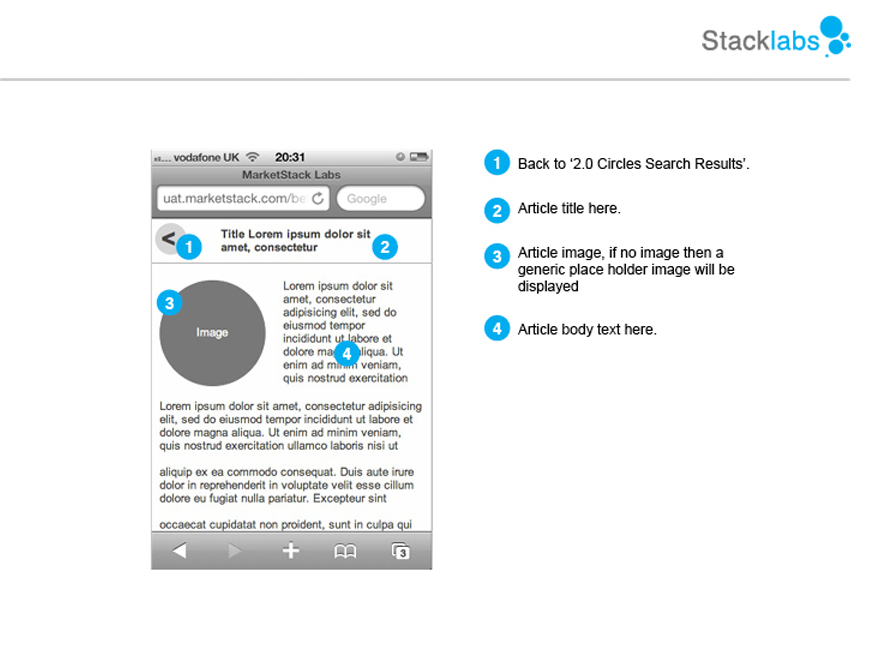 Stacklabs
vodafone UK 20:31
MarketStack Labs
uat.marketstack.com/be Google
<
1
Title Lorem ipsum dolor sit
amet, consectetur
2
3
Image
Lorem ipsum dolor sit
amet, consectetur
adipisicing elit, sed do
eiusmod tempor
incididunt ut labore et
dolore magna aliqua. Ut
enim ad minim veniam,
quis nostrud exercitation
4
Lorem ipsum dolor sit amet, consectetur adipisicing
elit, sed do eiusmod tempor incididunt ut labore et
dolore magna aliqua. Ut enim ad minim veniam,
quis nostrud exercitation ullamco laboris nisi ut
aliquip ex ea commodo consequat. Duis aute irure
dolor in reprehenderit in voluptate velit esse cillum
dolore eu fugiat nulla pariatur. Excepteur sint
occaecat cupidatat non proident, sunt in culpa qui
3
1 Back to ‘2.0 Circles Search Results’.
2 Article title here.
3 Article image, if no image then a
generic place holder image will be
displayed
4 Article body text here.